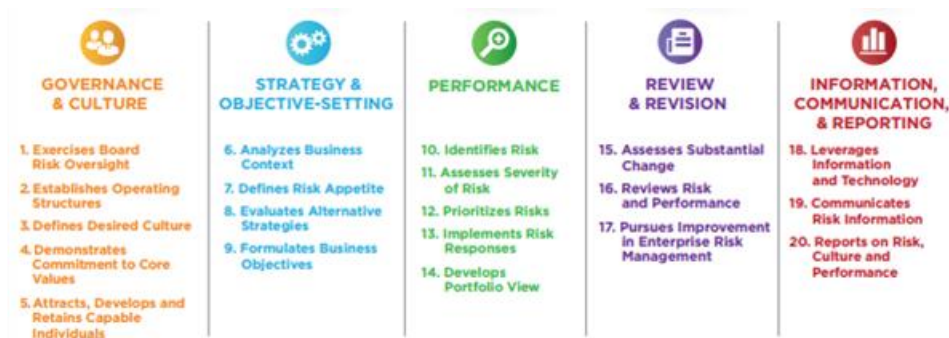 GOVERNANCE
& CULTURE
1. Exercises Board
Risk Oversight
2. Establishes Operating
Structures
3. Defines Desired Culture
4. Demonstrates
Commitment to Core
Values
5. Attracts, Develops and
Retains Capable
Individuals
STRATEGY &
OBJECTIVE-SETTING
6. Analyzes Business
Context
7. Defines Risk Appetite
8. Evaluates Alternative
Strategies
9. Formulates Business
Objectives
PERFORMANCE
10. Identifies Risk
11. Assesses Severity
of Risk
12. Prioritizes Risks
13. Implements Risk
Responses
14. Develops
Portfolio View
REVIEW
& REVISION
15. Assesses Substantial
Change
16. Reviews Risk
and Performance
17. Pursues Improvement
in Enterprise Risk
Management
INFORMATION,
COMMUNICATION,
& REPORTING
18. Leverages
Information
and Technology
19. Communicates
Risk Information
20. Reports on Risk,
Culture and
Performance